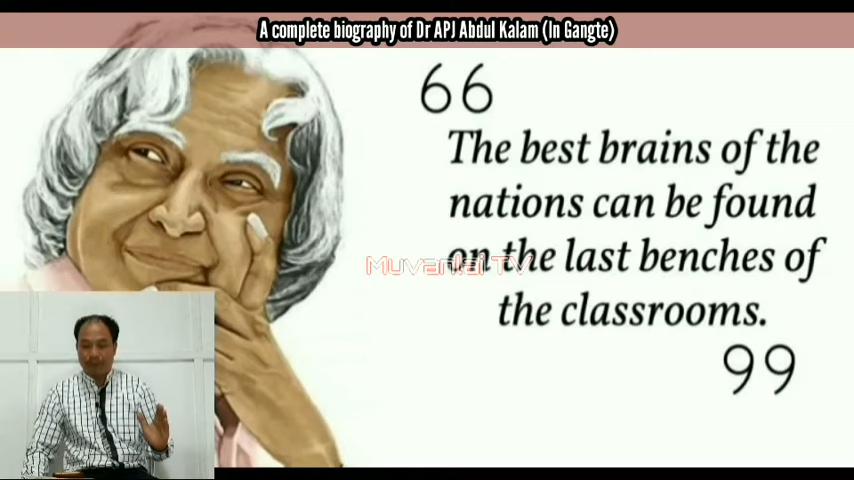 A complete biography of Dr APJ Abdul Kalam (In Gangte)
66
The best brains of the
nations can be found
on the last benches of
the classrooms.
99
Muvanlai TV